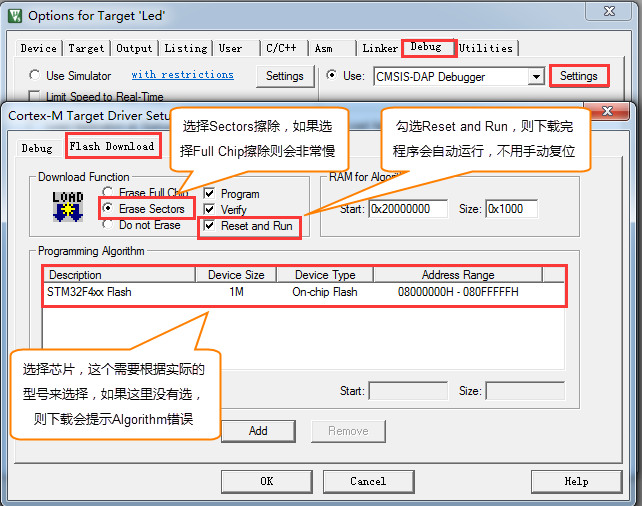 Options for Target 'Led'
Device Target Output Listing User C/C++ Asm Linker Debug Utilities
Use Simulator with restrictions Settings Use: CMSIS-DAP Debugger Settings
Limit Speed to Real-Time
Cortex-M Target Driver Setu
选择Sectors擦除，如果选
择Full Chip擦除则会非常慢
勾选Reset and Run，则下载完
程序会自动运行，不用手动复位
Debug Flash Download
Download Function
LOAD
Erase Full Chip
Erase Sectors
Do not Erase
Program
Verify
Reset and Run
RAM for Algorith
Start: 0x20000000 Size: 0x1000
Programming Algorithm
Description Device Size Device Type Address Range
STM32F4xx Flash 1M On-chip Flash 08000000H - 080FFFFFH
选择芯片，这个需要根据实际的
型号来选择，如果这里没有选，
则下载会提示Algorithm错误
Start: Size:
Add Remove
OK Cancel Help